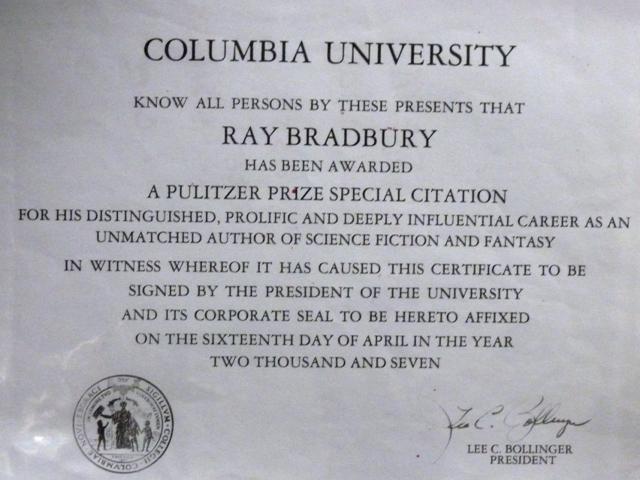 COLUMBIA UNIVERSITY
KNOW ALL PERSONS BY THESE PRESENTS THAT
RAY BRADBURY
HAS BEEN AWARDED
A PULITZER PRIZE SPECIAL CITATION
FOR HIS DISTINGUISHED, PROLIFIC AND DEEPLY INFLUENTIAL CAREER AS AN
UNMATCHED AUTHOR OF SCIENCE FICTION AND FANTASY
IN WITNESS WHEREOF IT HAS CAUSED THIS CERTIFICATE TO BE
SIGNED BY THE PRESIDENT OF THE UNIVERSITY
AND ITS CORPORATE SEAL TO BE HERETO AFFIXED
ON THE SIXTEENTH DAY OF APRIL IN THE YEAR
TWO THOUSAND AND SEVEN
Lee C. Bollinger
LEE C. BOLLINGER
PRESIDENT